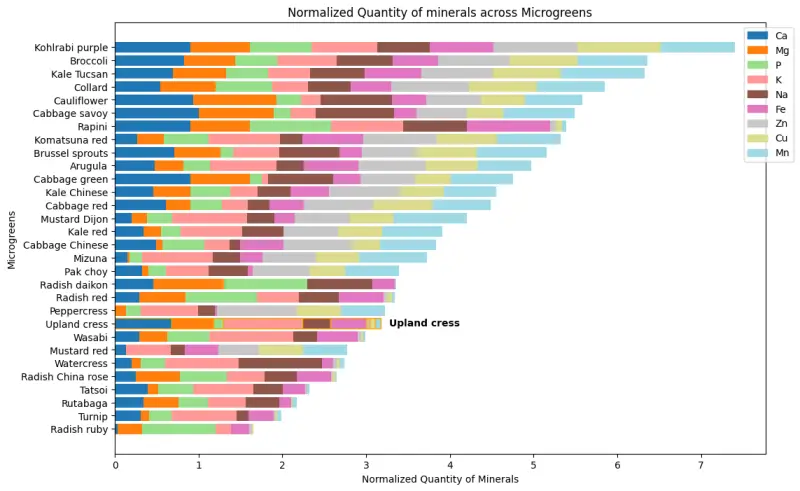 Normalized Quantity of minerals across Microgreens
Ca
Mg
P
K
Na
Fe
Zn
Cu
Mn
Microgreens
Kohlrabi purple
Broccoli
Kale Tucsan
Collard
Cauliflower
Cabbage savoy
Rapini
Komatsuna red
Brussel sprouts
Arugula
Cabbage green
Kale Chinese
Cabbage red
Mustard Dijon
Kale red
Cabbage Chinese
Mizuna
Pak choy
Radish daikon
Radish red
Peppercress
Upland cress Upland cress
Wasabi
Mustard red
Watercress
Radish China rose
Tatsoi
Rutabaga
Turnip
Radish ruby
0 1 2 3 4 5 6 7
Normalized Quantity of Minerals